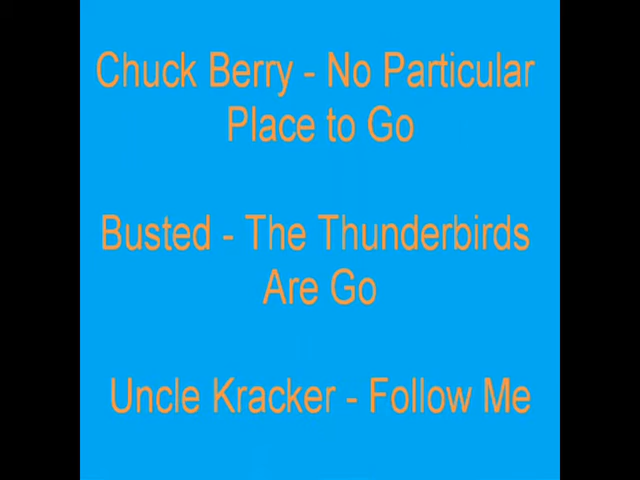 Chuck Berry - No Particular
Place to Go
Busted - The Thunderbirds
Are Go
Uncle Kracker - Follow Me